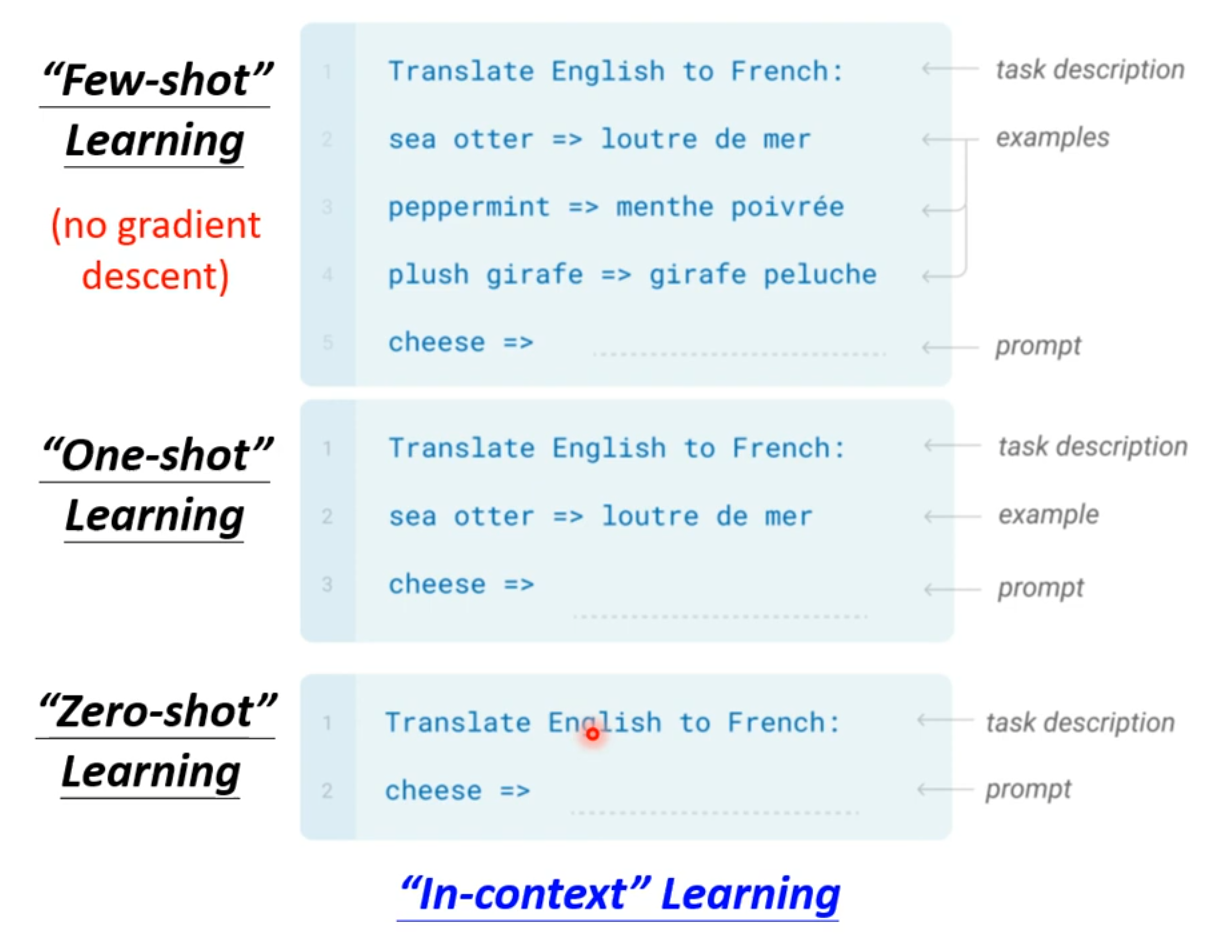 “Few-shot”
Learning
(no gradient
descent)
1 Translate English to French: task description
2 sea otter => loutre de mer examples
3 peppermint => menthe poivrée
4 plush girafe => girafe peluche
5 cheese => prompt
“One-shot”
Learning
1 Translate English to French: task description
2 sea otter => loutre de mer example
3 cheese => prompt
“Zero-shot”
Learning
1 Translate English to French: task description
2 cheese => prompt
“In-context” Learning